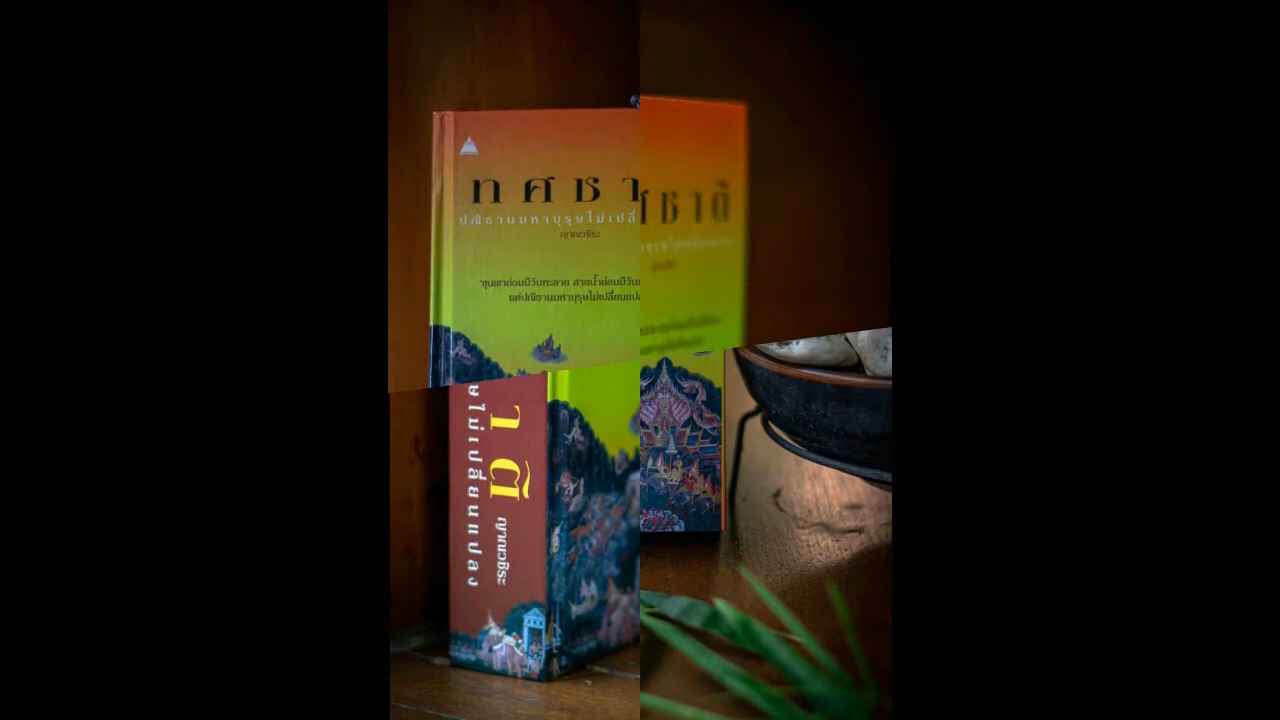 ทศชา
ปณิธานมหาบุรุษไม่เปลี่
ญาณวชิระ
ขุนเขาย่อมมีวันทะลาย สายน้ำย่อมมีวัน
แต่ปณิธานมหาบุรุษไม่เปลี่ยนแปล
ศชาติ
าติ
ษไม่เปลี่ยนแปลง
ญาณวชิระ